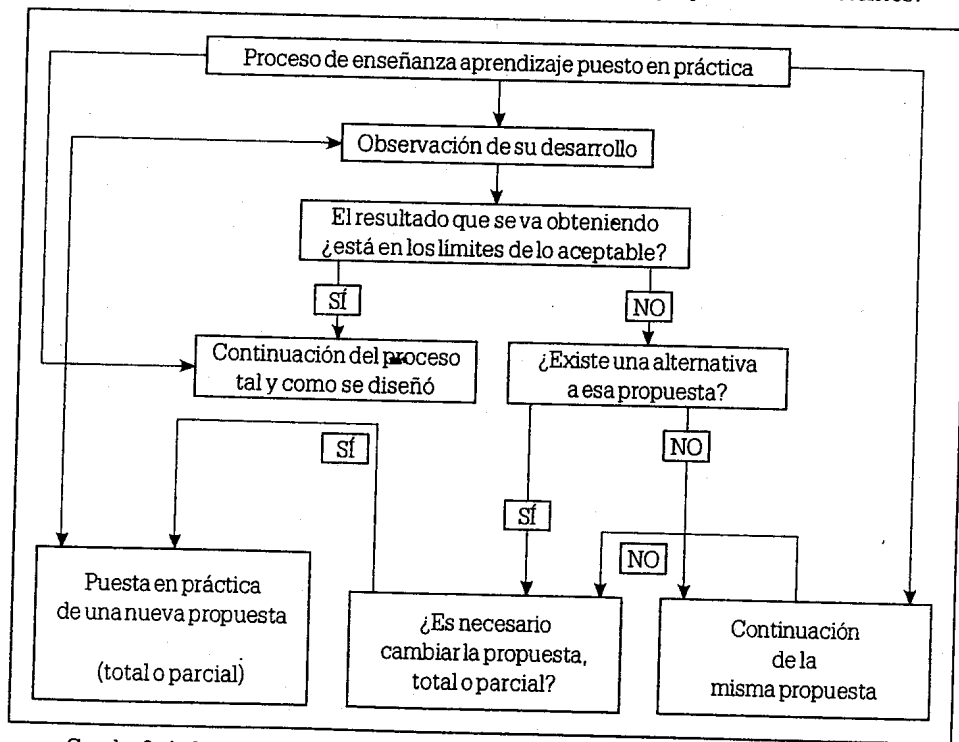 Proceso de enseñanza aprendizaje puesto en práctica
Observación de su desarrollo
El resultado que se va obteniendo
¿está en los límites de lo aceptable?
SÍ
NO
Continuación del proceso
tal y como se diseñó
¿Existe una alternativa
a esa propuesta?
SÍ
NO
SÍ
NO
Puesta en práctica
de una nueva propuesta
(total o parcial)
¿Es necesario
cambiar la propuesta,
total o parcial?
Continuación
de la
misma propuesta